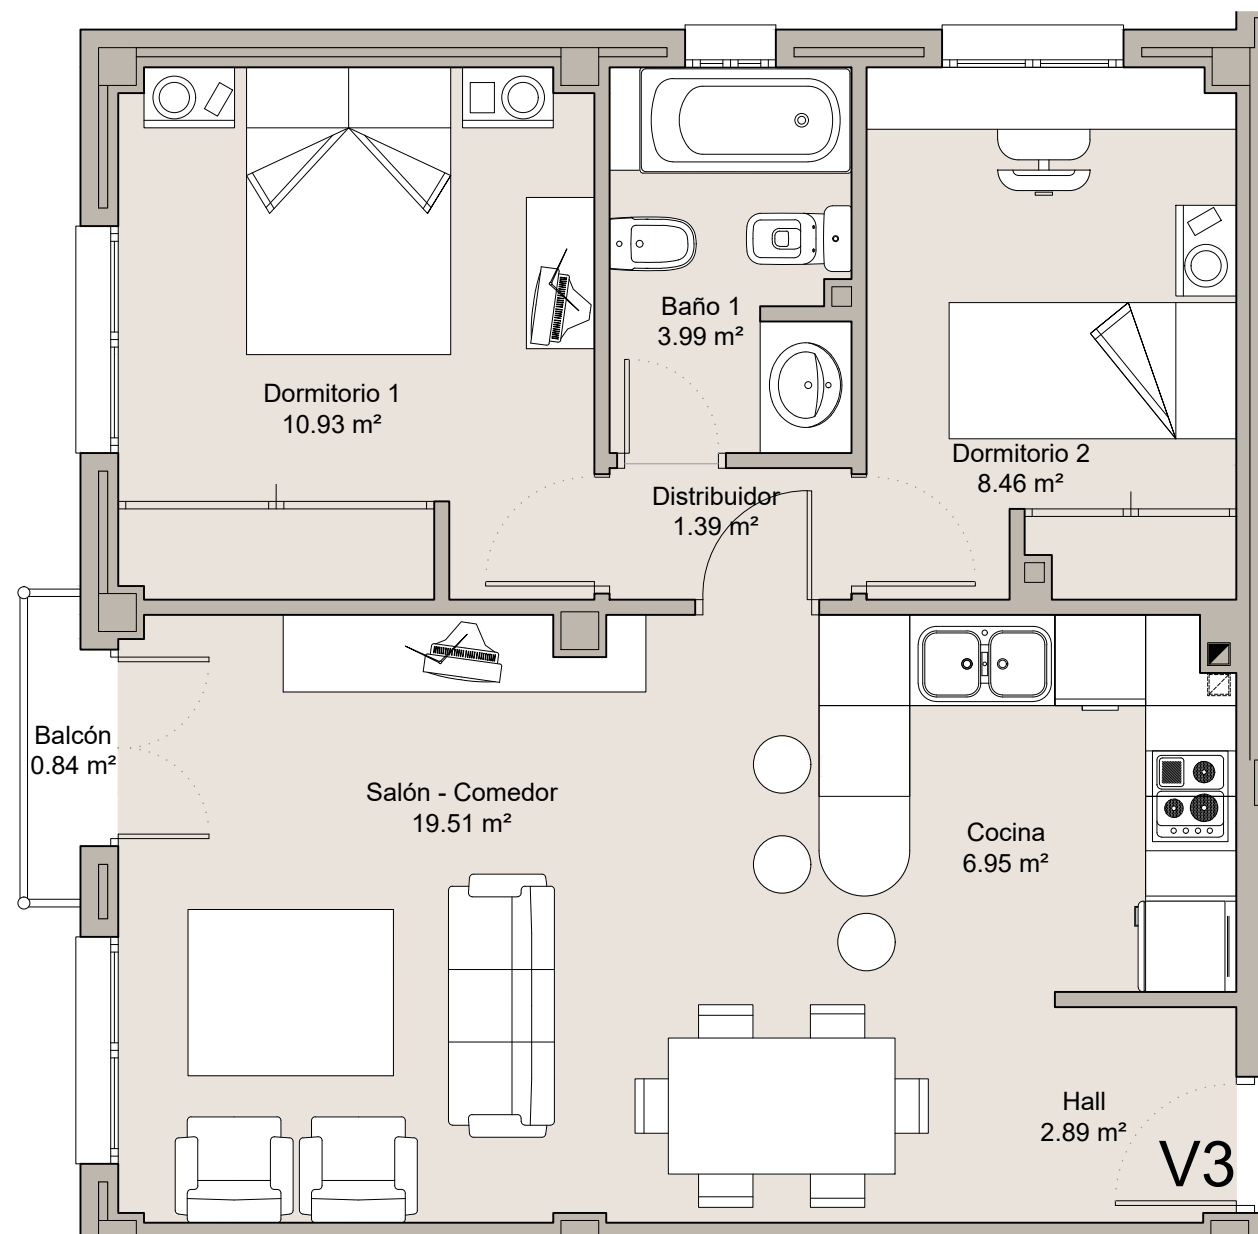 Baño 1
3.99 m²
Dormitorio 1
10.93 m²
Dormitorio 2
8.46 m²
Distribuidor
1.39 m²
Balcón
0.84 m²
Salón - Comedor
19.51 m²
Cocina
6.95 m²
Hall
2.89 m²
V3